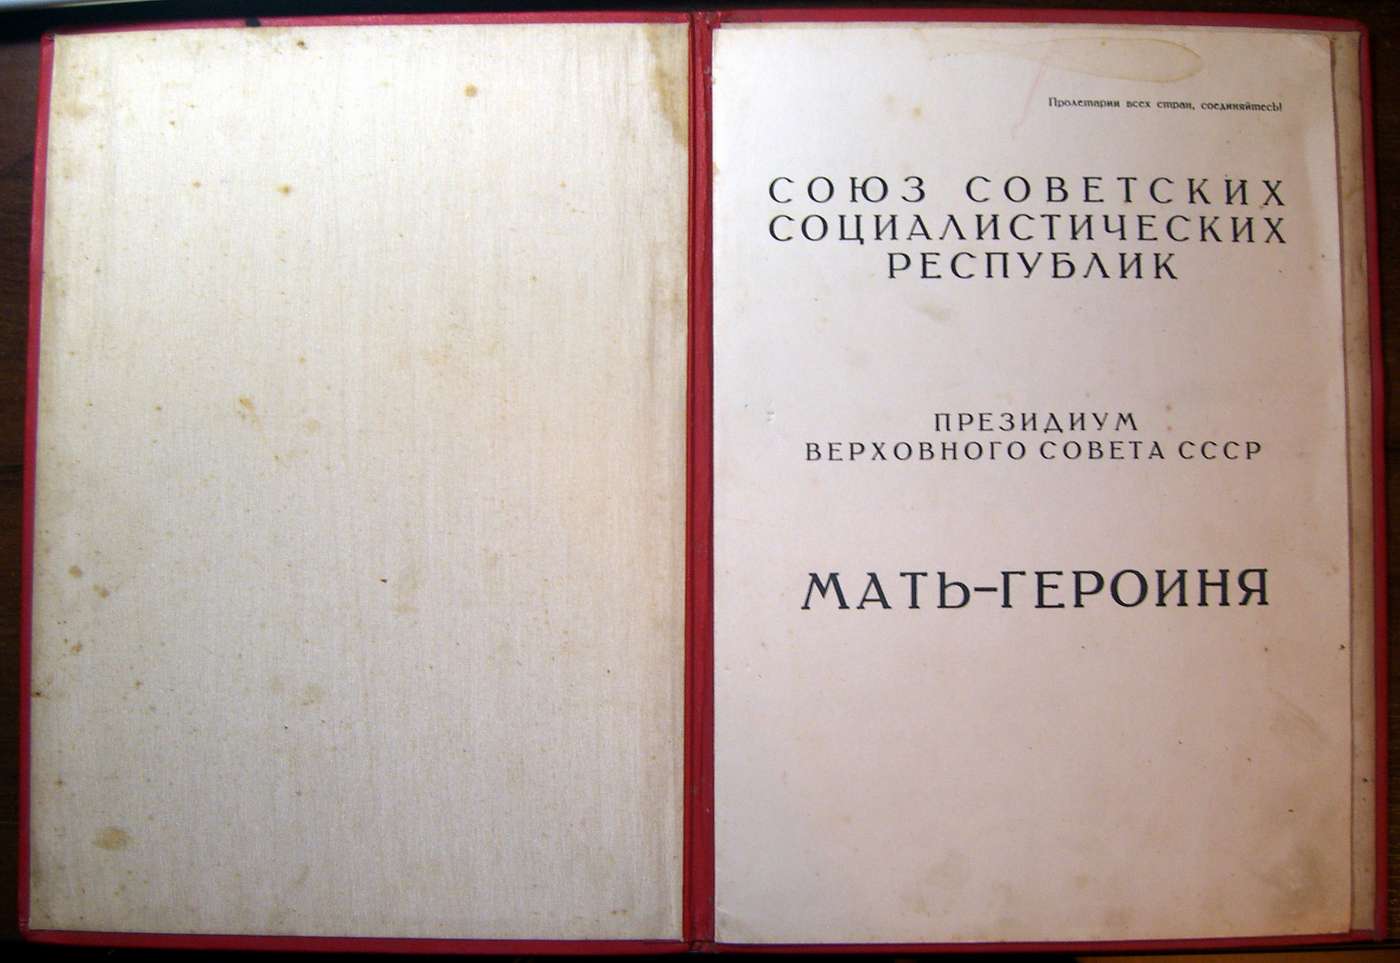 Пролетарии всех стран, соединяйтесь!
СОЮЗ СОВЕТСКИХ
СОЦИАЛИСТИЧЕСКИХ
РЕСПУБЛИК
ПРЕЗИДИУМ
ВЕРХОВНОГО СОВЕТА СССР
МАТЬ-ГЕРОИНЯ